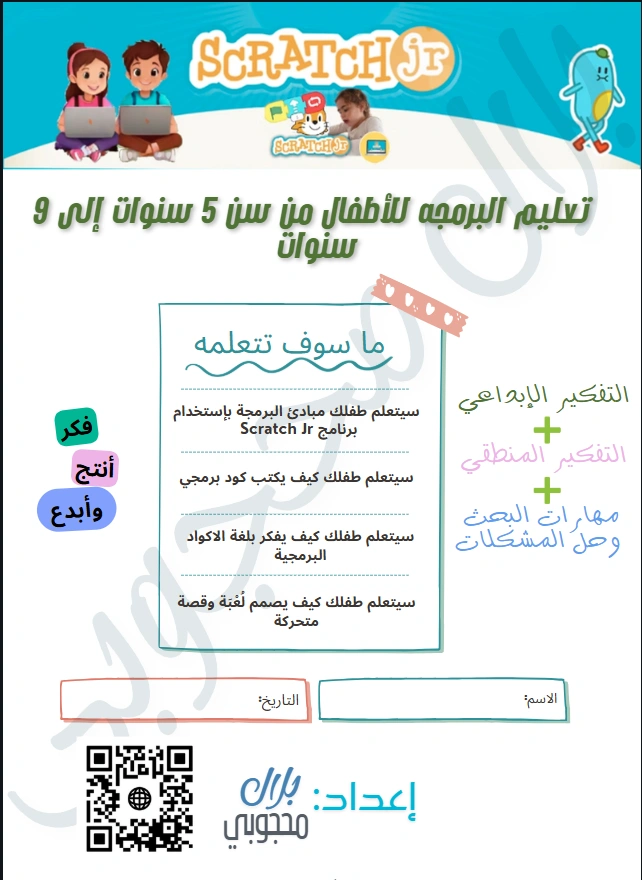 SCRATCH jr
SCRATCH Jr
تعليم البرمجه للأطفال من سن 5 سنوات إلى 9
سنوات
ما سوف تتعلمه
سيتعلم طفلك مبادئ البرمجة بإستخدام
برنامج Scratch Jr
سيتعلم طفلك كيف يكتب كود برمجي
سيتعلم طفلك كيف يفكر بلغة الاكواد
البرمجية
سيتعلم طفلك كيف يصمم لُعْبَة وقصة
متحركة
التفكير الإبداعي
+
التفكير المنطقي
+
مهارات البحث
وحل المشكلات
فكر
أنتج
وأبدع
الاسم:
التاريخ:
إعداد:
بلال
محجوبي
بلال محجوبي